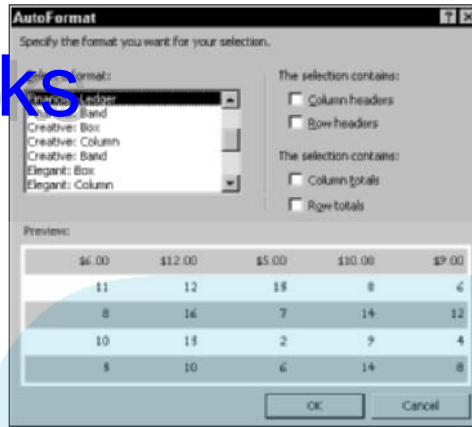 AutoFormat
Specify the format you want for your selection.
format:
ks
Ledger
Band
Creative: Box
Creative: Column
Creative: Band
Elegant: Box
Elegant: Column
The selection contains:
Column headers
Row headers
The selection contains:
Column totals
Row totals
Preview:
$6.00 $12.00 $5.00 $10.00 $9.00
11 12 15 8 6
8 16 7 14 12
10 15 2 9 4
5 10 6 14 8
OK Cancel